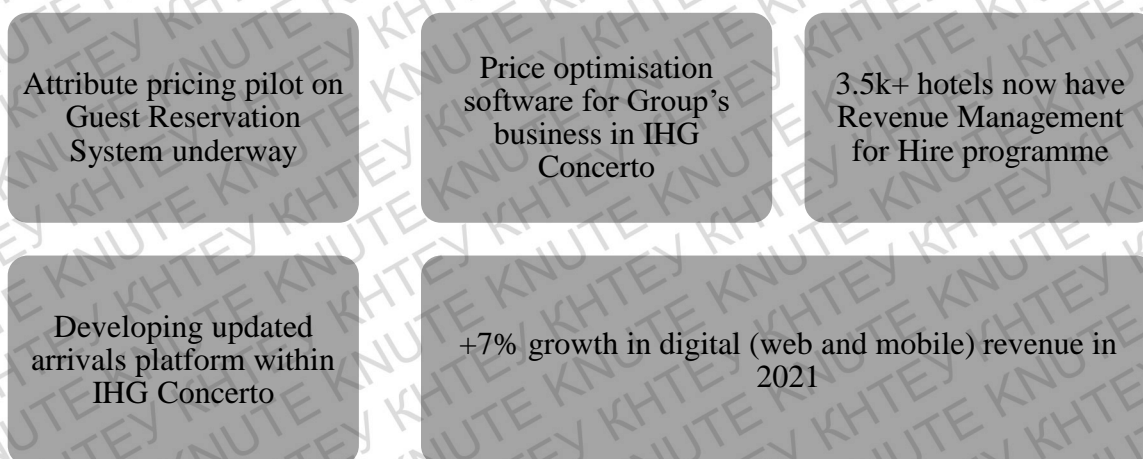 Attribute pricing pilot on
Guest Reservation
System underway
Price optimisation
software for Group's
business in IHG
Concerto
3.5k+ hotels now have
Revenue Management
for Hire programme
Developing updated
arrivals platform within
IHG Concerto
+7% growth in digital (web and mobile) revenue in
2021